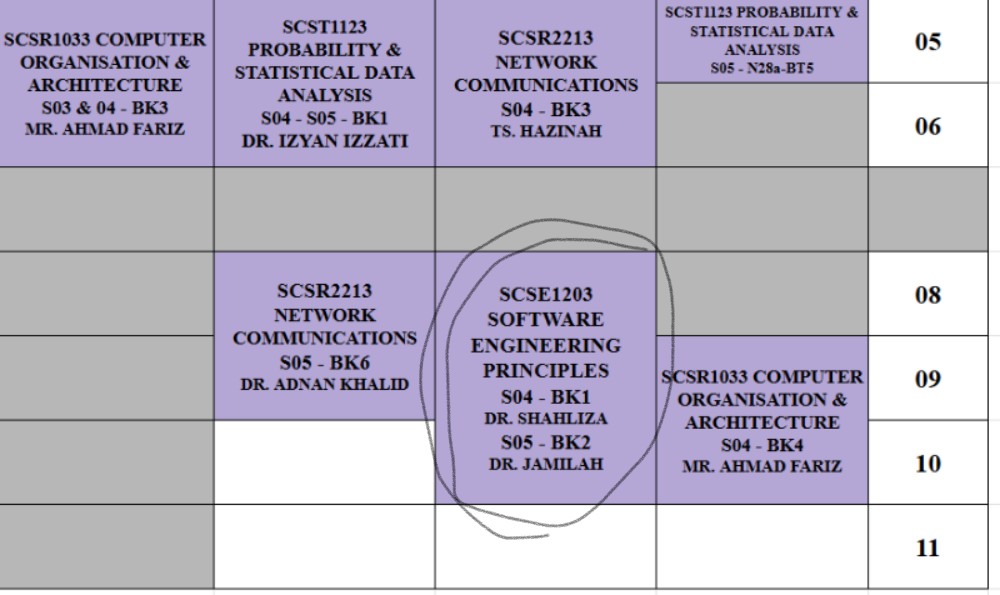 SCSR1033 COMPUTER
ORGANISATION &
ARCHITECTURE
S03 & 04 - BK3
MR. AHMAD FARIZ
SCST1123
PROBABILITY &
STATISTICAL DATA
ANALYSIS
S04 - S05 - BK1
DR. IZYAN IZZATI
SCSR2213
NETWORK
COMMUNICATIONS
S04 - BK3
TS. HAZINAH
SCST1123 PROBABILITY &
STATISTICAL DATA
ANALYSIS
S05 - N28a-BT5
05
06
SCSR2213
NETWORK
COMMUNICATIONS
S05 - BK6
DR. ADNAN KHALID
SCSE1203
SOFTWARE
ENGINEERING
PRINCIPLES
S04 - BK1
DR. SHAHLIZA
S05 - BK2
DR. JAMILAH
08
SCSR1033 COMPUTER
ORGANISATION &
ARCHITECTURE
S04 - BK4
MR. AHMAD FARIZ
09
10
11